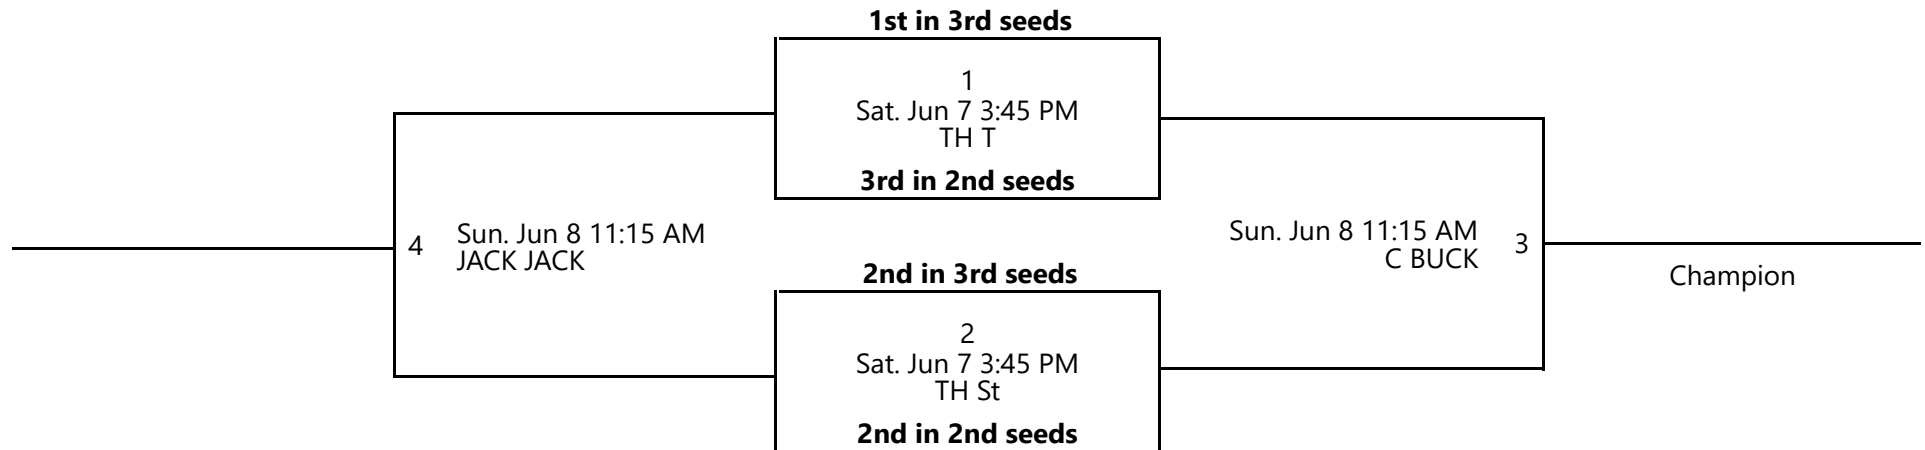 1st in 3rd seeds
1
Sat. Jun 7 3:45 PM
TH T
3rd in 2nd seeds
4
Sun. Jun 8 11:15 AM
JACK JACK
Sun. Jun 8 11:15 AM
C BUCK
3
Champion
2nd in 3rd seeds
2
Sat. Jun 7 3:45 PM
TH St
2nd in 2nd seeds